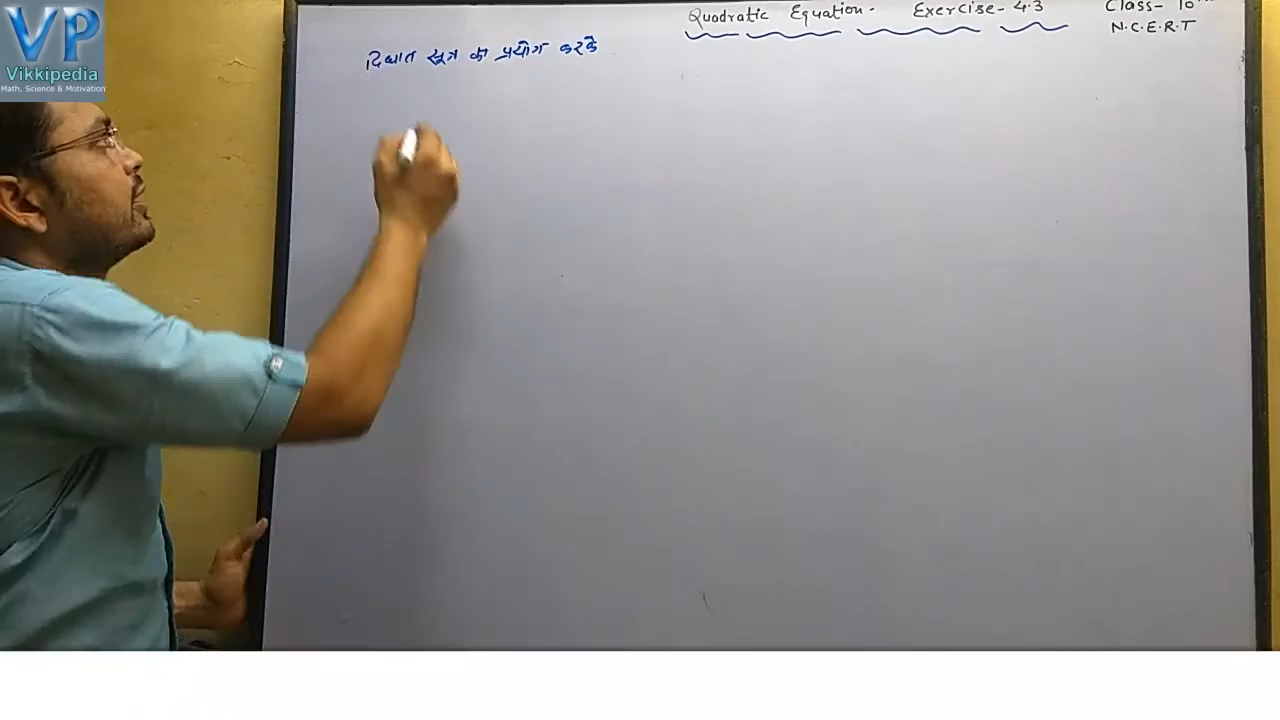 VP
Vikkipedia
Math, Science & Motivation
Quadratic Equation- Exercise- 4.3 Class- 10th
N.C.E.R.T
दिघात सूत्र का प्रयोग करके